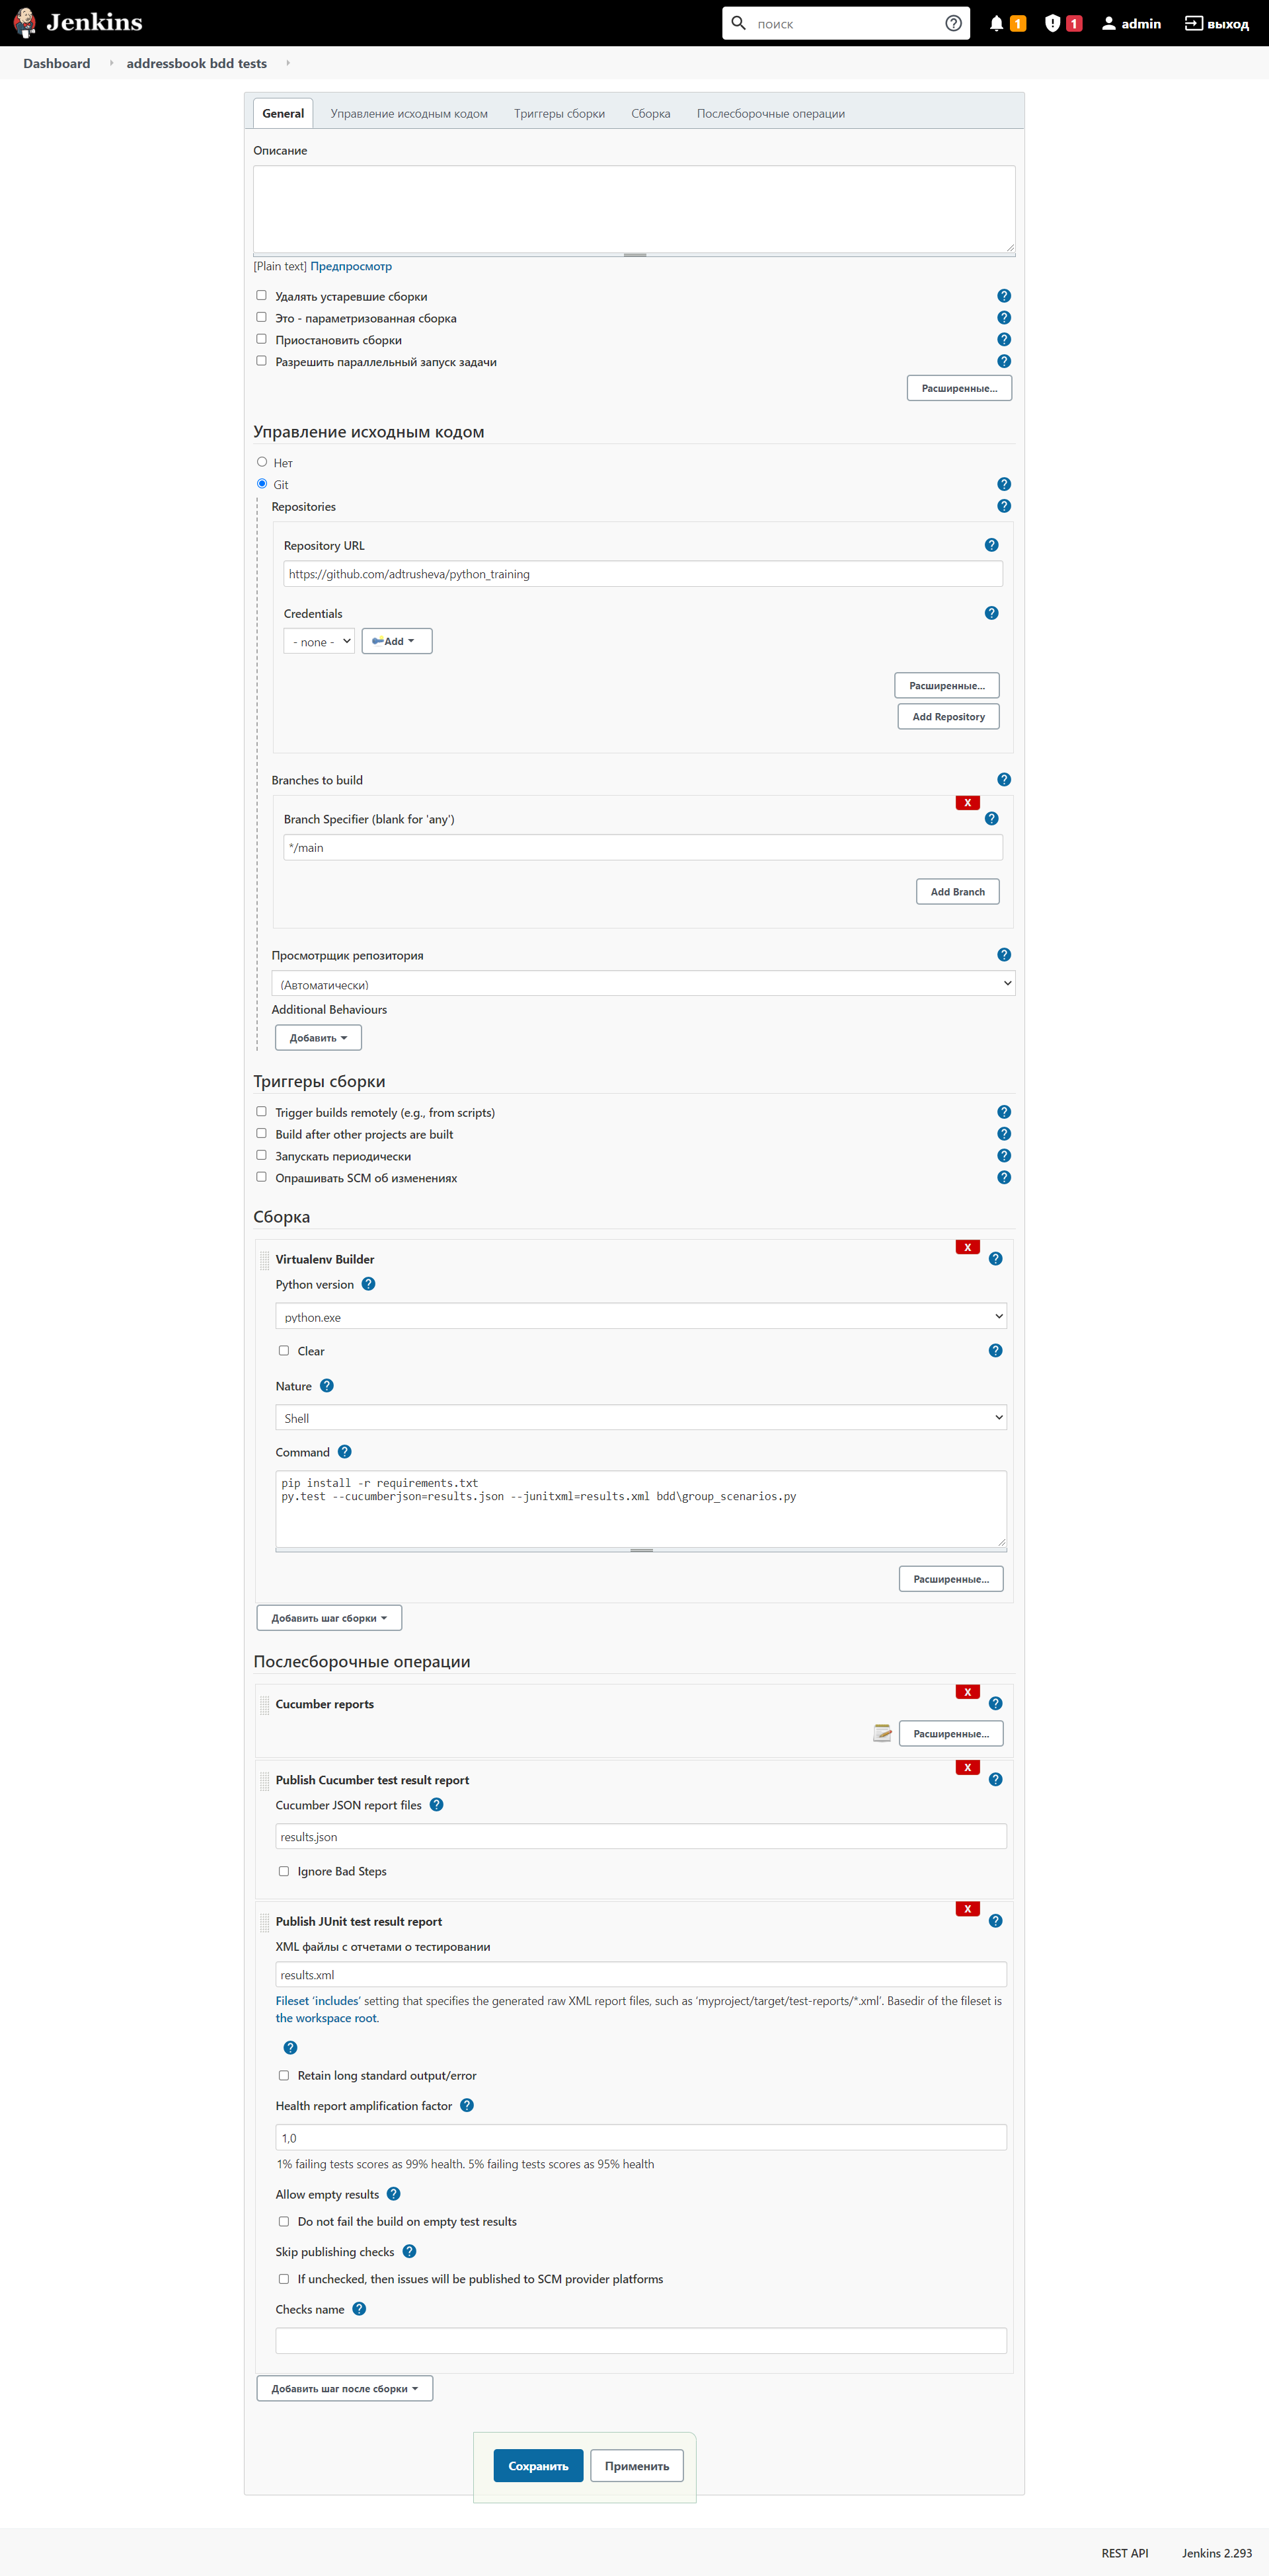 Jenkins
поиск
1
1
admin
выход
Dashboard
addressbook bdd tests
General
Управление исходным кодом
Триггеры сборки
Сборка
Послесборочные операции
Описание
[Plain text] Предпросмотр
Удалять устаревшие сборки
Это - параметризованная сборка
Приостановить сборки
Разрешить параллельный запуск задачи
Расширенные...
Управление исходным кодом
Нет
Git
Repositories
Repository URL
https://github.com/adtrusheva/python_training
Credentials
- none -
Add
Расширенные...
Add Repository
Branches to build
X
Branch Specifier (blank for 'any')
*/main
Add Branch
Просмотрщик репозитория
(Автоматически)
Additional Behaviours
Добавить
Триггеры сборки
Trigger builds remotely (e.g., from scripts)
Build after other projects are built
Запускать периодически
Опрашивать SCM об изменениях
Сборка
X
Virtualenv Builder
Python version
python.exe
Clear
Nature
Shell
Command
pip install -r requirements.txt
py.test --cucumberjson=results.json --junitxml=results.xml bdd\group_scenarios.py
Расширенные...
Добавить шаг сборки
Послесборочные операции
X
Cucumber reports
Расширенные...
X
Publish Cucumber test result report
Cucumber JSON report files
results.json
Ignore Bad Steps
X
Publish JUnit test result report
XML файлы с отчетами о тестировании
results.xml
Fileset ‘includes’ setting that specifies the generated raw XML report files, such as ‘myproject/target/test-reports/*.xml’. Basedir of the fileset is
the workspace root.
Retain long standard output/error
Health report amplification factor
1,0
1% failing tests scores as 99% health. 5% failing tests scores as 95% health
Allow empty results
Do not fail the build on empty test results
Skip publishing checks
If unchecked, then issues will be published to SCM provider platforms
Checks name
Добавить шаг после сборки
Сохранить
Применить
REST API
Jenkins 2.293